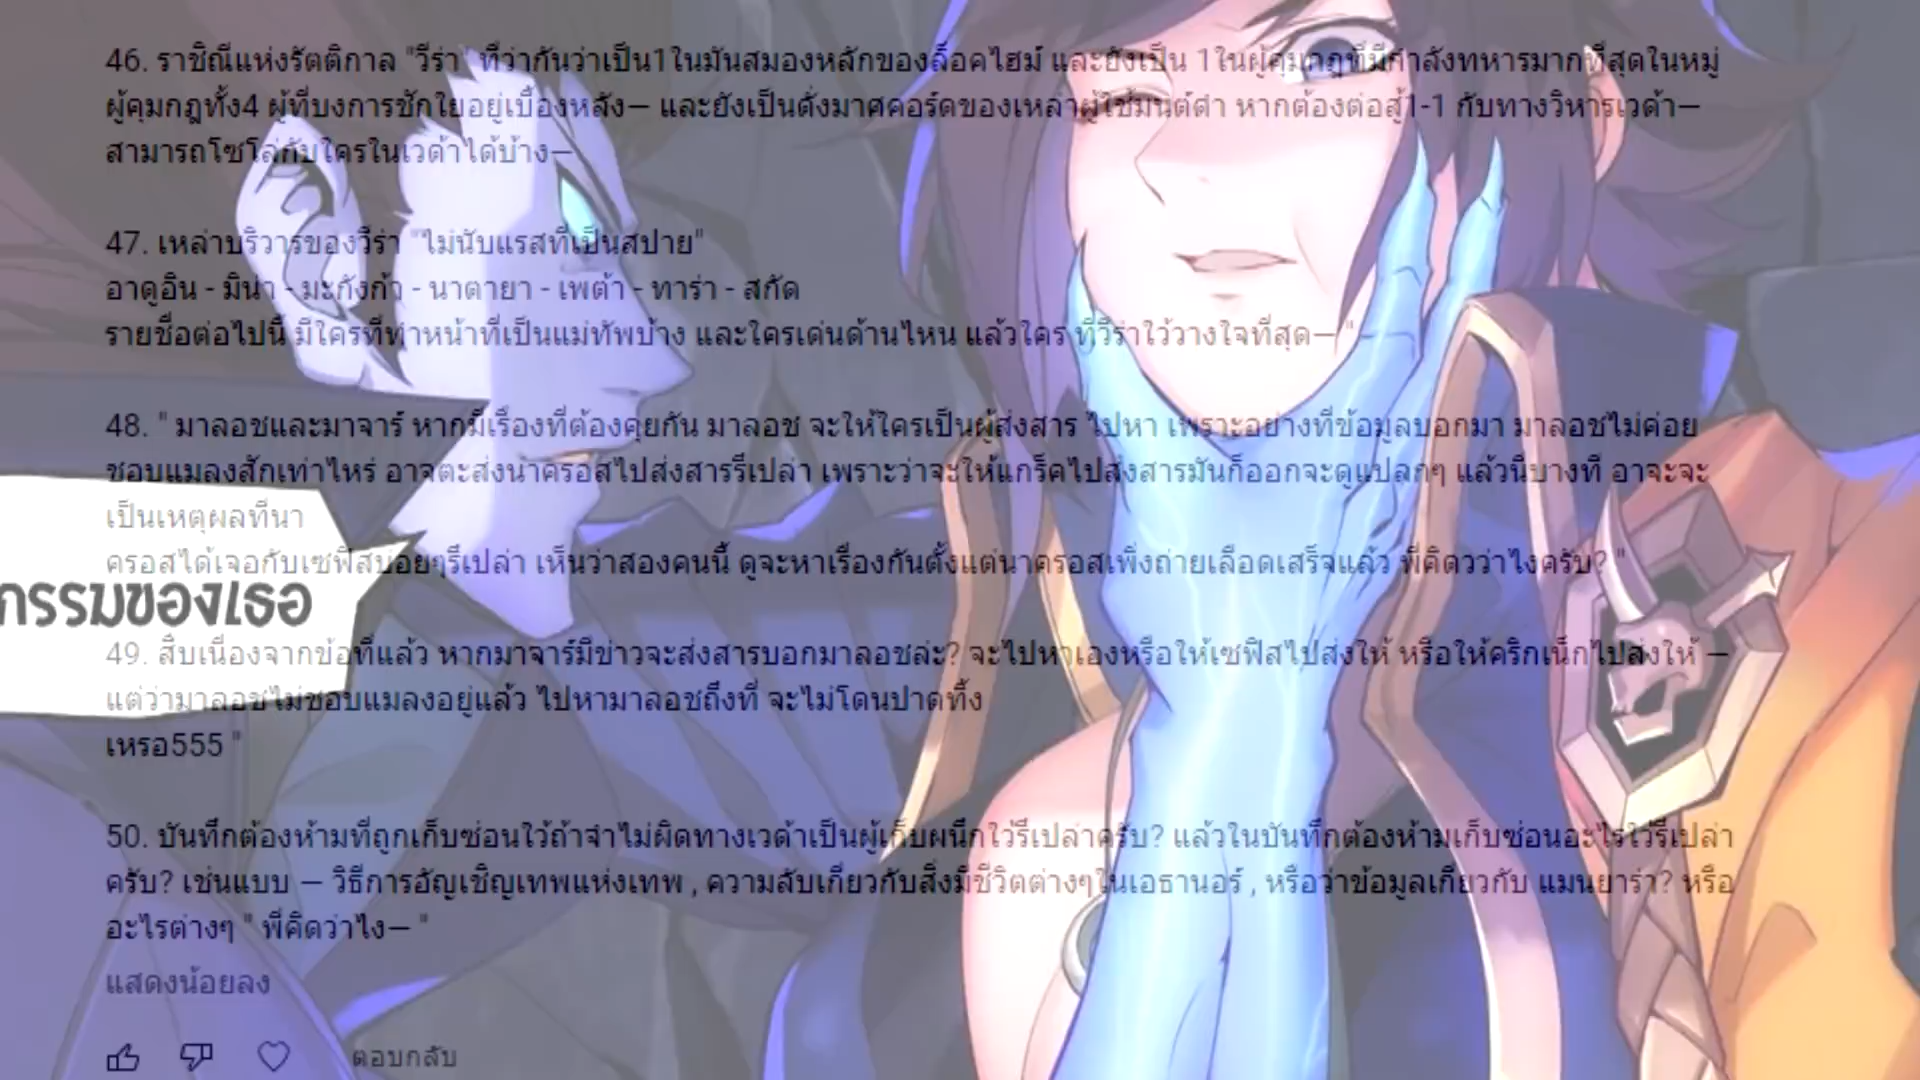 46. ราชินีแห่งรัตติกาล "วีร่า" ที่ว่ากันว่าเป็น1ในมันสมองหลักของล็อคไฮม์ และยังเป็น 1ในผู้คุมกฎที่มีกำลังทหารมากที่สุดในหมู่
ผู้คุมกฎทั้ง4 ผู้ที่บงการชักใยอยู่เบื้องหลัง— และยังเป็นดั่งมาศคอร์ดของเหล่าผู้ใช้มนต์ดำ หากต้องต่อสู้1-1 กับทางวิหารเวด้า—
สามารถโซโล่กับใครในเวด้าได้บ้าง—
47. เหล่าบริวารของวีร่า "ไม่นับแรสที่เป็นสปาย"
อาดูอิน - มิน่า - มะกังก้า - นาตายา - เพต้า - ทาร่า - สกัด
รายชื่อต่อไปนี้ มีใครที่ทำหน้าที่เป็นแม่ทัพบ้าง และใครเด่นด้านไหน แล้วใคร ที่วีร่าใว้วางใจที่สุด— "
48. " มาลอชและมาจาร์ หากมีเรื่องที่ต้องคุยกัน มาลอช จะให้ใครเป็นผู้ส่งสาร ไปหา เพราะอย่างที่ข้อมูลบอกมา มาลอชไม่ค่อย
ชอบแมลงสักเท่าไหร่ อาจตะส่งนาครอสไปส่งสารรึเปล่า เพราะว่าจะให้แกร็คไปส่งสารมันก็ออกจะดูแปลกๆ แล้วนี่บางที อาจะจะ
เป็นเหตุผลที่นา
ครอสได้เจอกับเซฟิสบ่อยๆรึเปล่า เห็นว่าสองคนนี้ ดูจะหาเรื่องกันตั้งแต่นาครอสเพิ่งถ่ายเลือดเสร็จแล้ว พี่คิดวว่าไงครับ? "
กรรมของเธอ
49. สืบเนื่องจากข้อที่แล้ว หากมาจาร์มีข่าวจะส่งสารบอกมาลอชล่ะ? จะไปหาเองหรือให้เซฟิสไปส่งให้ หรือให้คริกเน็กไปส่งให้ —
แต่ว่ามาลอชไม่ชอบแมลงอยู่แล้ว ไปหามาลอชถึงที่ จะไม่โดนปาดทิ้ง
เหรอ555 "
50. บันทึกต้องห้ามที่ถูกเก็บซ่อนใว้ถ้าจำไม่ผิดทางเวด้าเป็นผู้เก็บผนึกใว้รึเปล่าครับ? แล้วในบันทึกต้องห้ามเก็บซ่อนอะไรใว้รึเปล่า
ครับ? เช่นแบบ — วิธีการอัญเชิญเทพแห่งเทพ , ความลับเกี่ยวกับสิ่งมีชีวิตต่างๆในเอธานอร์ , หรือว่าข้อมูลเกี่ยวกับ แมนยาร่า? หรือ
อะไรต่างๆ " พี่คิดว่าไง— "
แสดงน้อยลง
ตอบกลับ